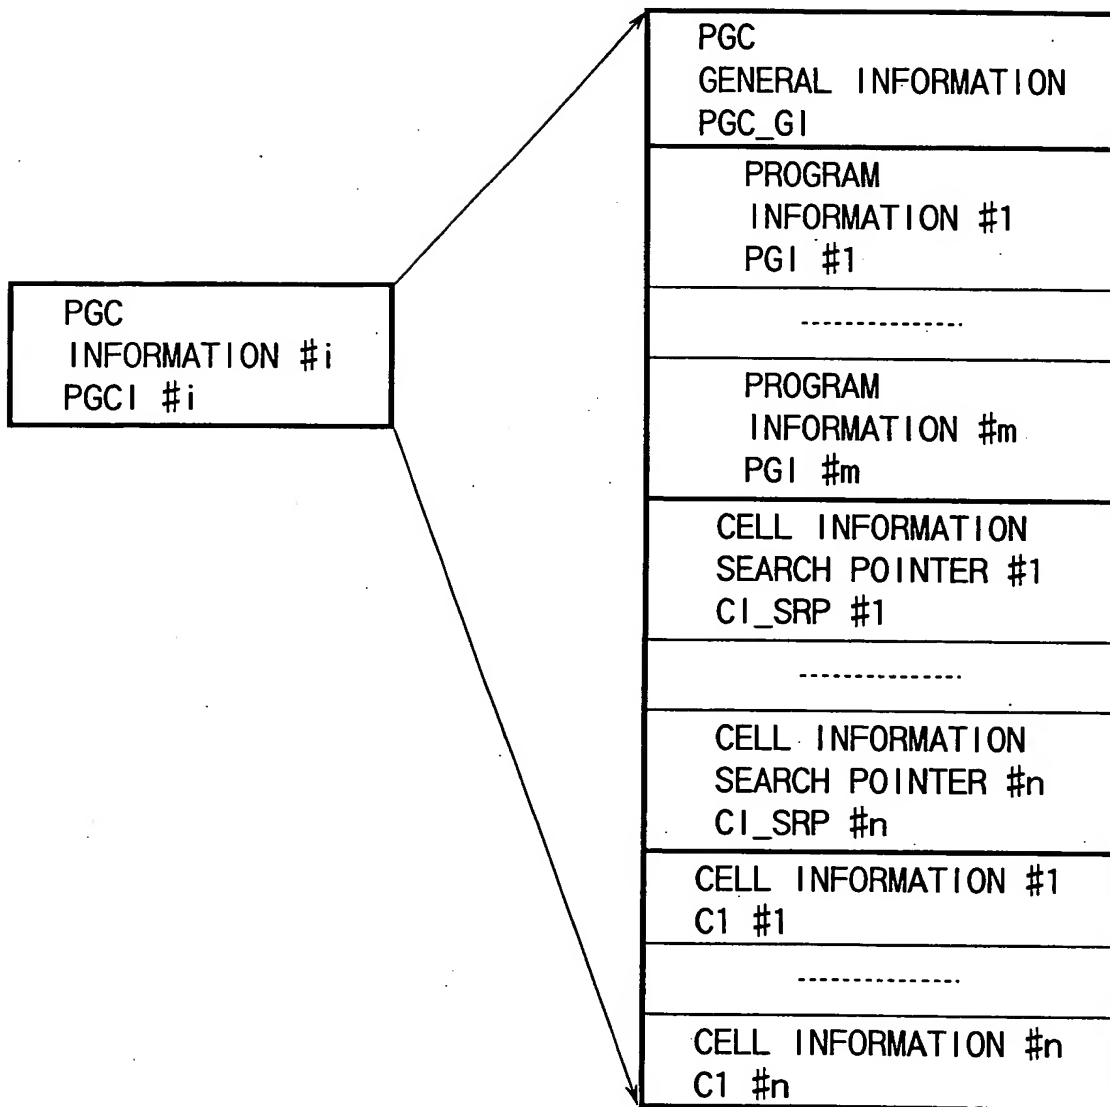 PGC
INFORMATION #i
PGCI #i
PGC
GENERAL INFORMATION
PGC_GI
PROGRAM
INFORMATION #1
PGI #1
---------------
PROGRAM
INFORMATION #m
PGI #m
CELL INFORMATION
SEARCH POINTER #1
CI_SRP #1
---------------
CELL INFORMATION
SEARCH POINTER #n
CI_SRP #n
CELL INFORMATION #1
C1 #1
---------------
CELL INFORMATION #n
C1 #n